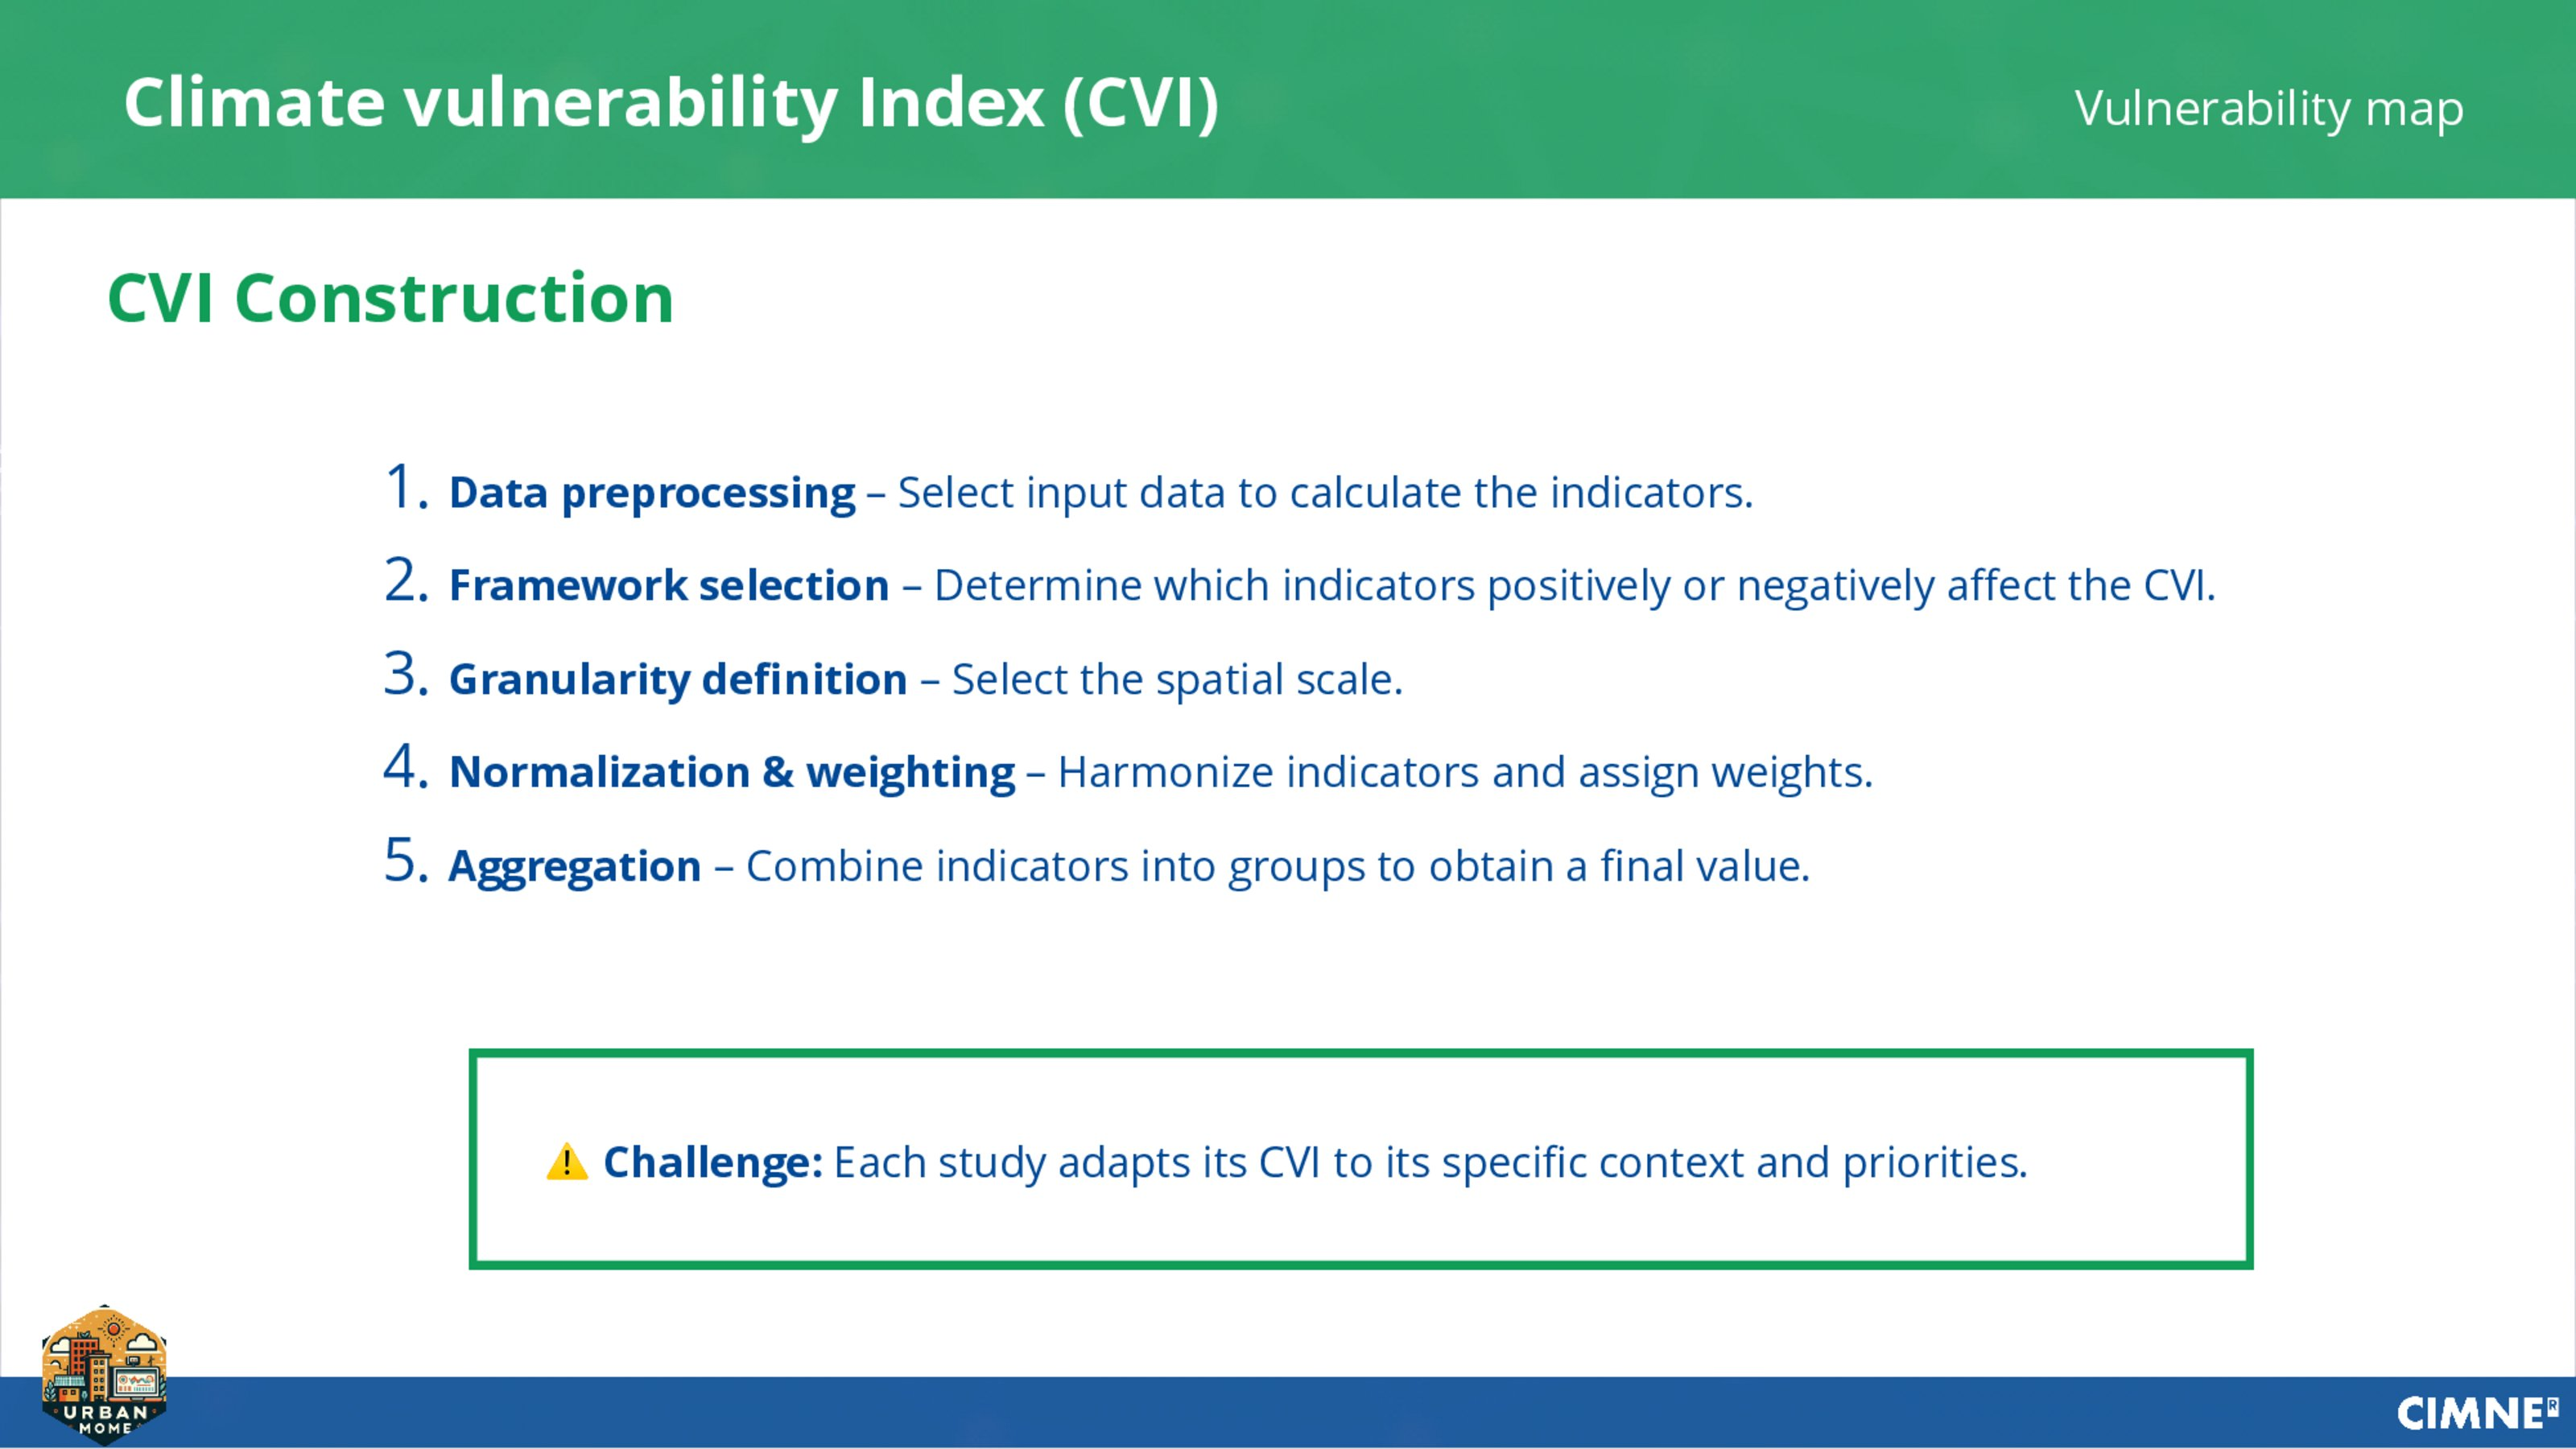 Climate vulnerability Index (CVI)
Vulnerability map
CVI Construction
1. Data preprocessing – Select input data to calculate the indicators.
2. Framework selection – Determine which indicators positively or negatively affect the CVI.
3. Granularity definition – Select the spatial scale.
4. Normalization & weighting – Harmonize indicators and assign weights.
5. Aggregation – Combine indicators into groups to obtain a final value.
⚠ Challenge: Each study adapts its CVI to its specific context and priorities.
URBAN
MOME
CIMNE R